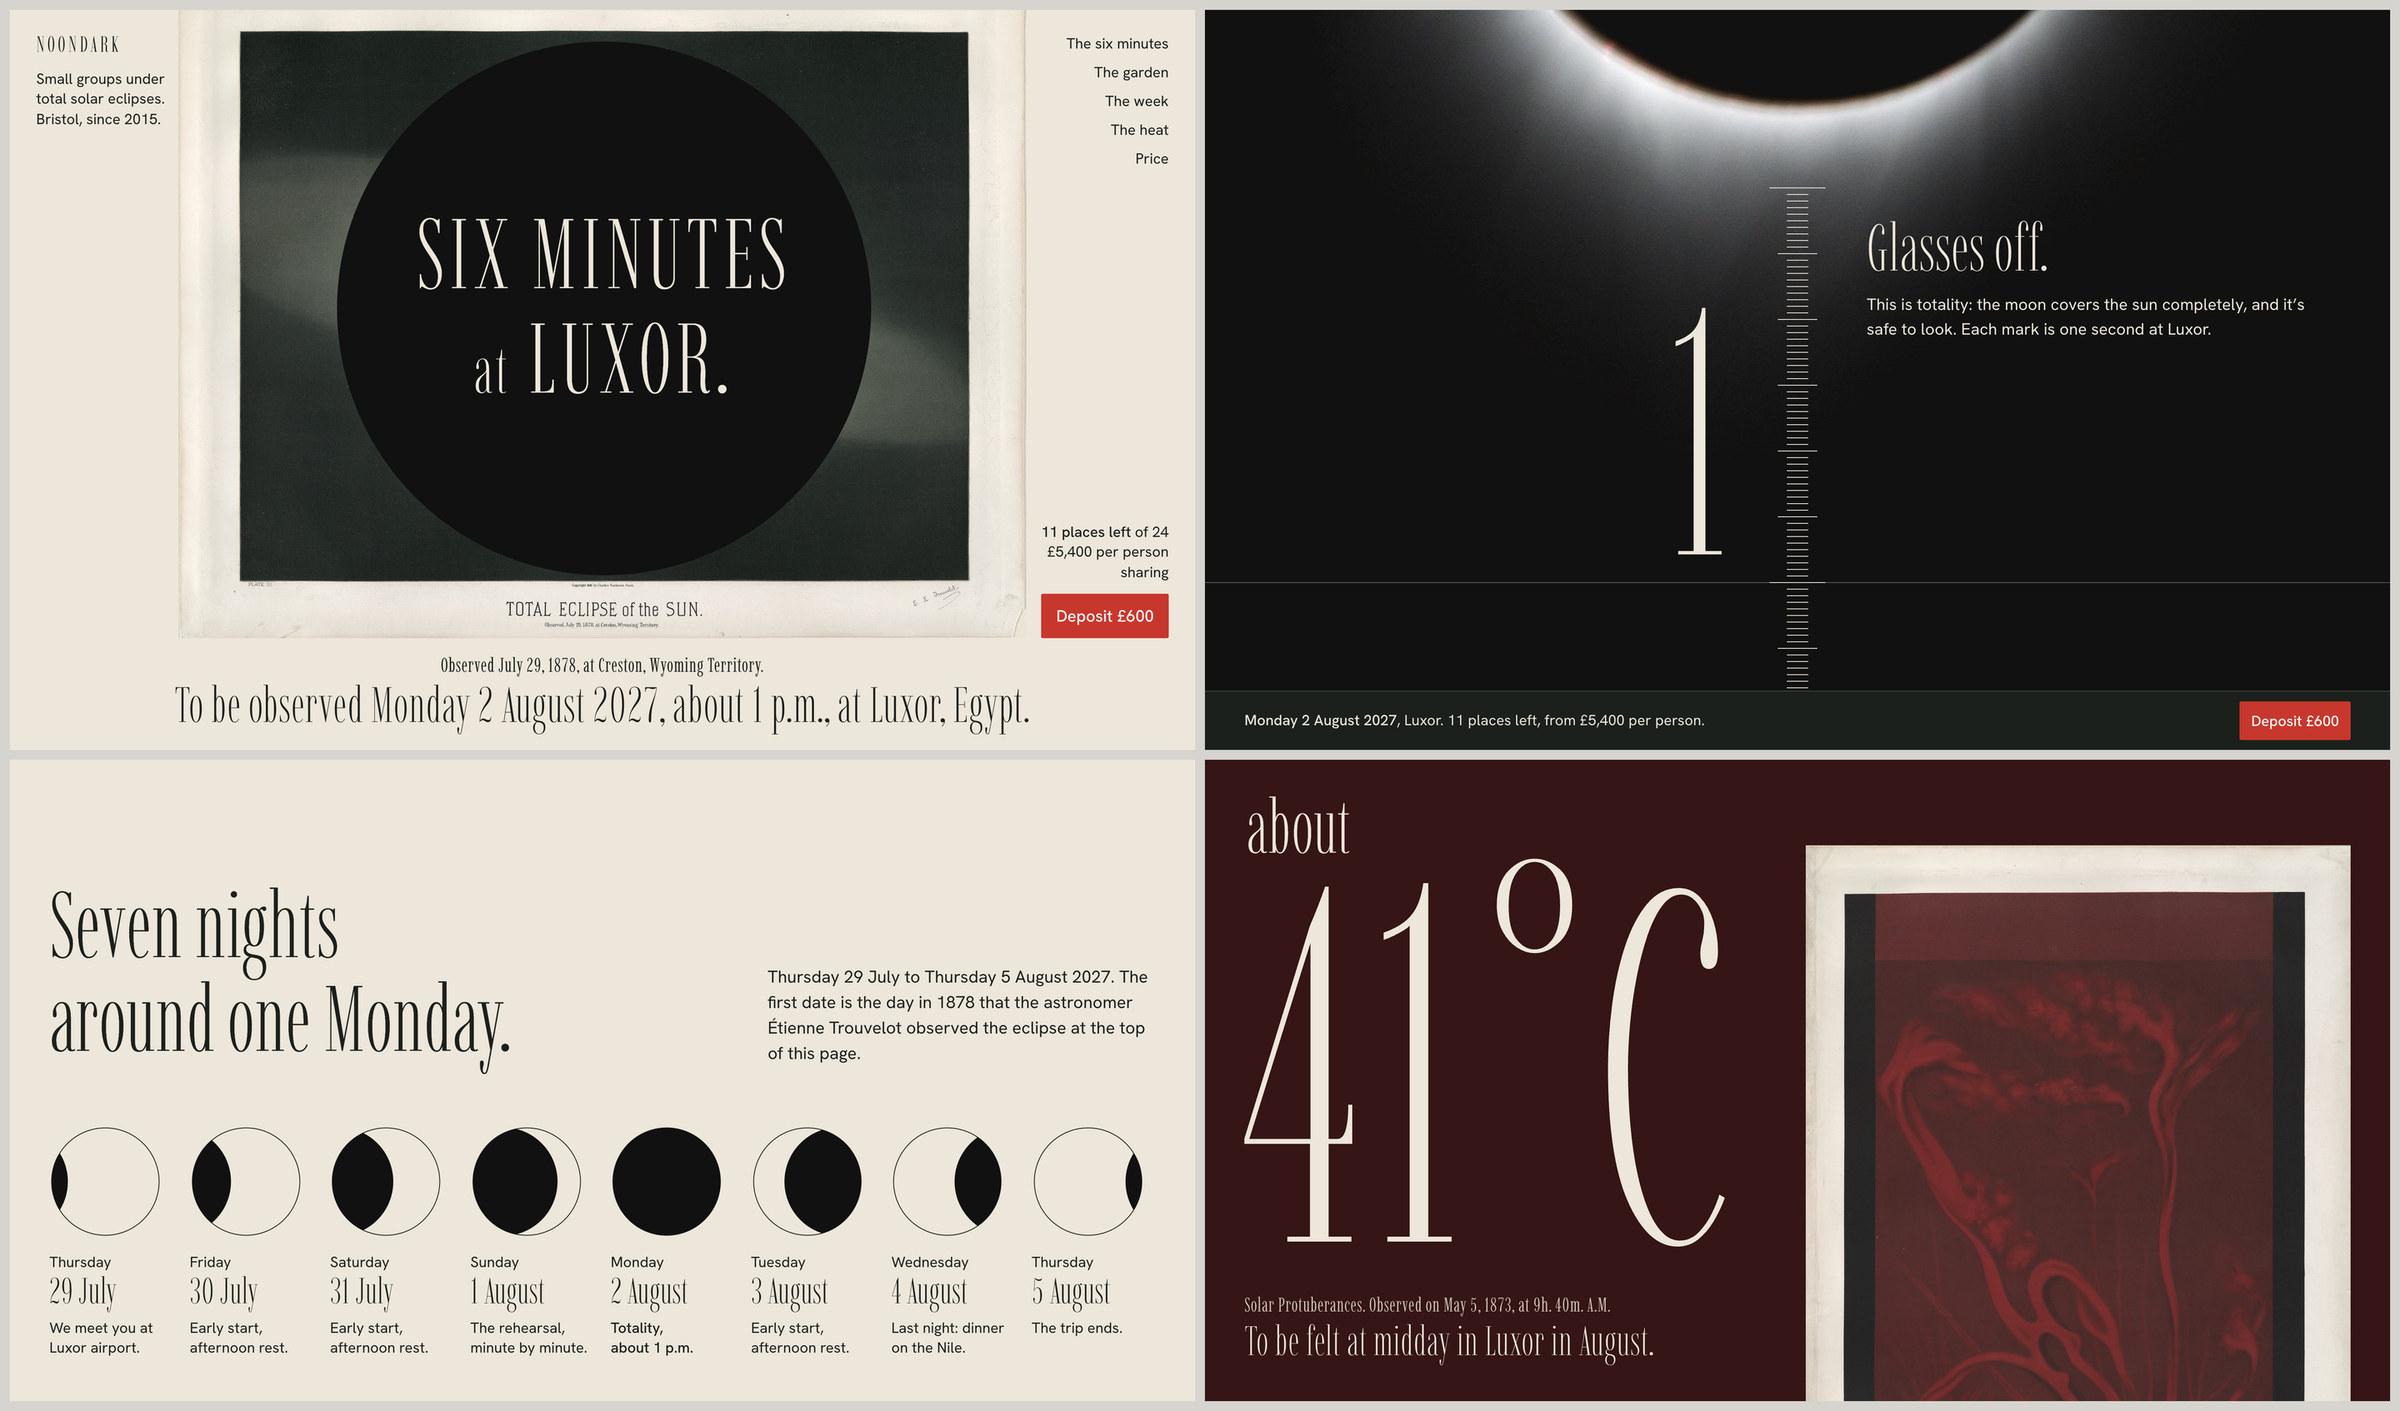 NOONDARK
Small groups under
total solar eclipses.
Bristol, since 2015.
SIX MINUTES
at LUXOR.
The six minutes
The garden
The week
The heat
Price
11 places left of 24
£5,400 per person
sharing
Deposit £600
PLATE III
TOTAL ECLIPSE of the SUN.
Observed July 29, 1878, at Creston, Wyoming Territory.
Observed July 29, 1878, at Creston, Wyoming Territory.
To be observed Monday 2 August 2027, about 1 p.m., at Luxor, Egypt.
Glasses off.
This is totality: the moon covers the sun completely, and it’s
safe to look. Each mark is one second at Luxor.
1
Monday 2 August 2027, Luxor. 11 places left, from £5,400 per person.
Deposit £600
Seven nights
around one Monday.
Thursday 29 July to Thursday 5 August 2027. The
first date is the day in 1878 that the astronomer
Étienne Trouvelot observed the eclipse at the top
of this page.
Thursday
29 July
We meet you at
Luxor airport.
Friday
30 July
Early start,
afternoon rest.
Saturday
31 July
Early start,
afternoon rest.
Sunday
1 August
The rehearsal,
minute by minute.
Monday
2 August
Totality,
about 1 p.m.
Tuesday
3 August
Early start,
afternoon rest.
Wednesday
4 August
Last night: dinner
on the Nile.
Thursday
5 August
The trip ends.
about
41°C
Solar Protuberances. Observed on May 5, 1873, at 9h. 40m. A.M.
To be felt at midday in Luxor in August.